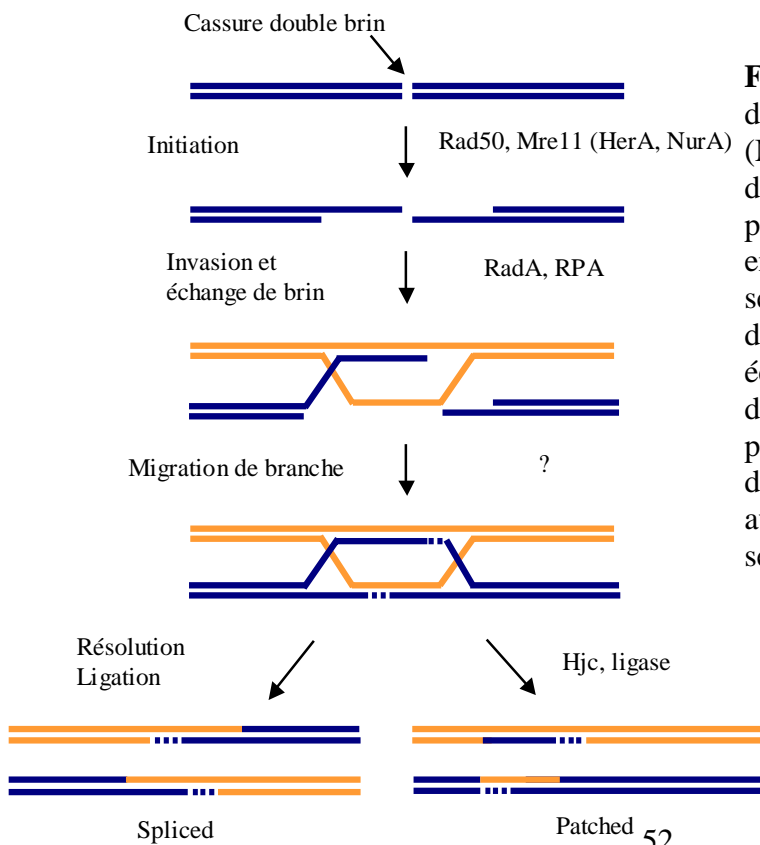 Cassure double brin
Initiation
Rad50, Mre11 (HerA, NurA)
Invasion et
échange de brin
RadA, RPA
Migration de branche
?
Résolution
Ligation
Hjc, ligase
Spliced
Patched
52
F
d
d
p
d
d
p
d